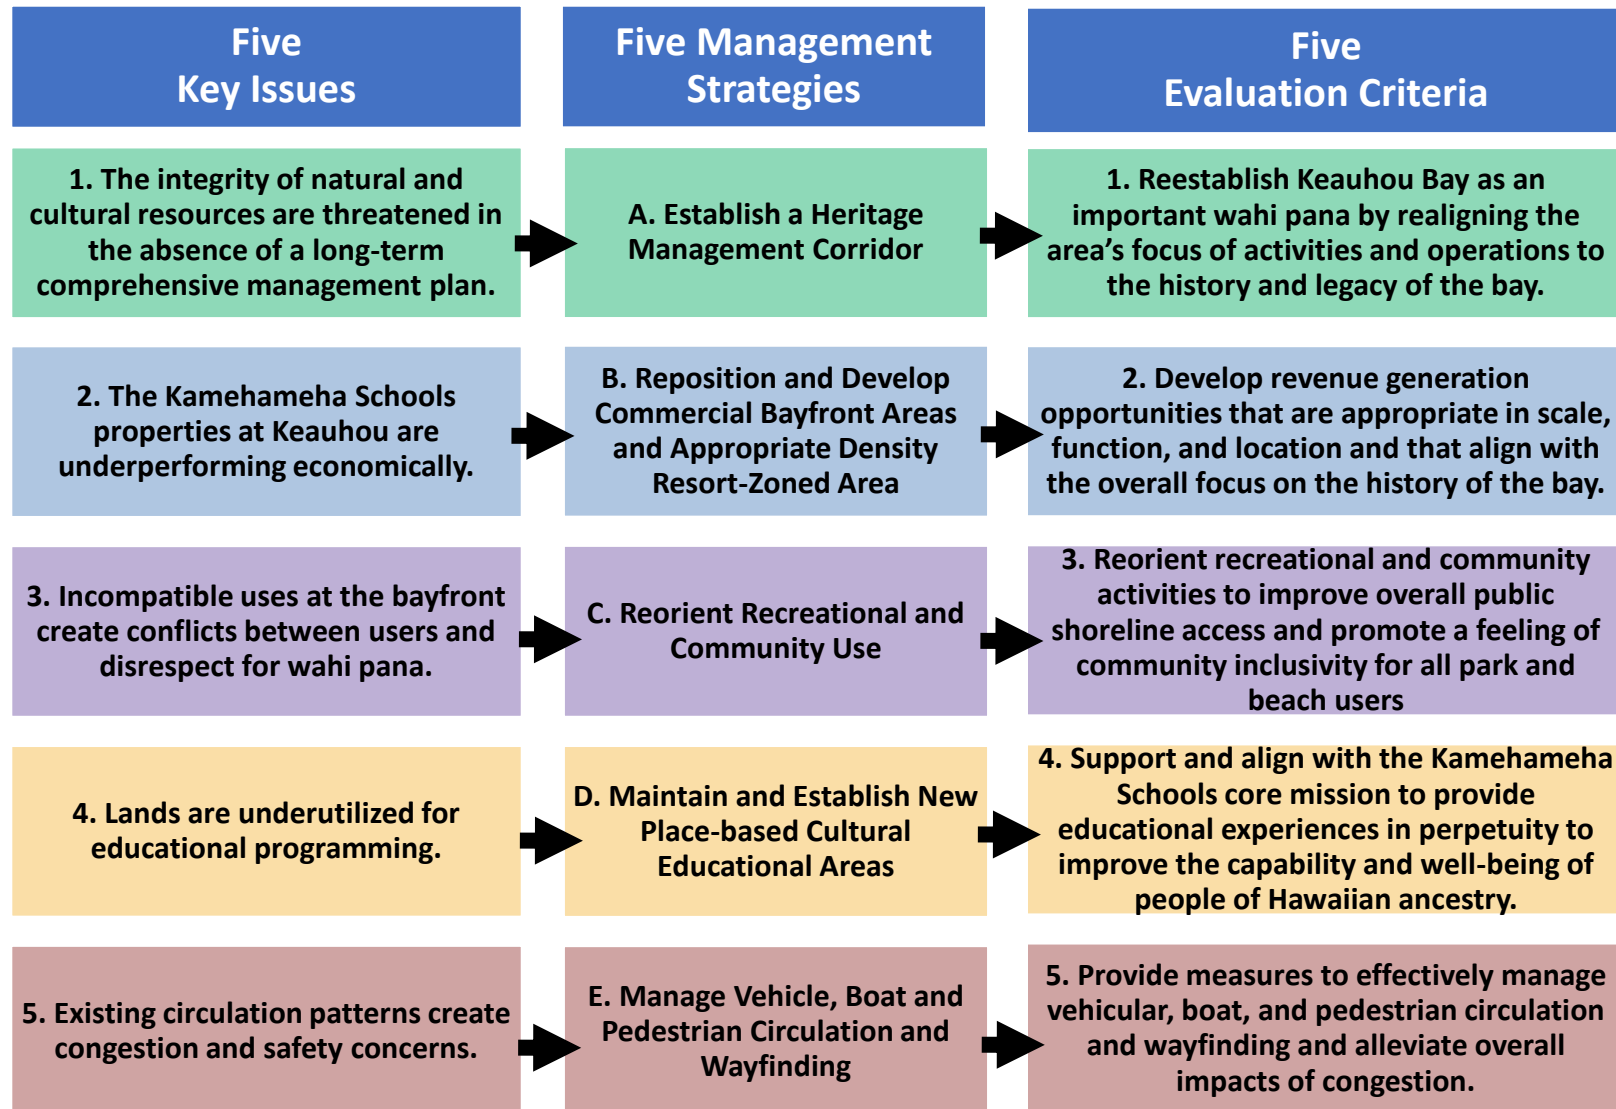 Five
Key Issues
Five Management
Strategies
Five
Evaluation Criteria
1. The integrity of natural and
cultural resources are threatened in
the absence of a long-term
comprehensive management plan.
A. Establish a Heritage
Management Corridor
1. Reestablish Keauhou Bay as an
important wahi pana by realigning the
area’s focus of activities and operations to
the history and legacy of the bay.
2. The Kamehameha Schools
properties at Keauhou are
underperforming economically.
B. Reposition and Develop
Commercial Bayfront Areas
and Appropriate Density
Resort-Zoned Area
2. Develop revenue generation
opportunities that are appropriate in scale,
function, and location and that align with
the overall focus on the history of the bay.
3. Incompatible uses at the bayfront
create conflicts between users and
disrespect for wahi pana.
C. Reorient Recreational and
Community Use
3. Reorient recreational and community
activities to improve overall public
shoreline access and promote a feeling of
community inclusivity for all park and
beach users
4. Lands are underutilized for
educational programming.
D. Maintain and Establish New
Place-based Cultural
Educational Areas
4. Support and align with the Kamehameha
Schools core mission to provide
educational experiences in perpetuity to
improve the capability and well-being of
people of Hawaiian ancestry.
5. Existing circulation patterns create
congestion and safety concerns.
E. Manage Vehicle, Boat and
Pedestrian Circulation and
Wayfinding
5. Provide measures to effectively manage
vehicular, boat, and pedestrian circulation
and wayfinding and alleviate overall
impacts of congestion.